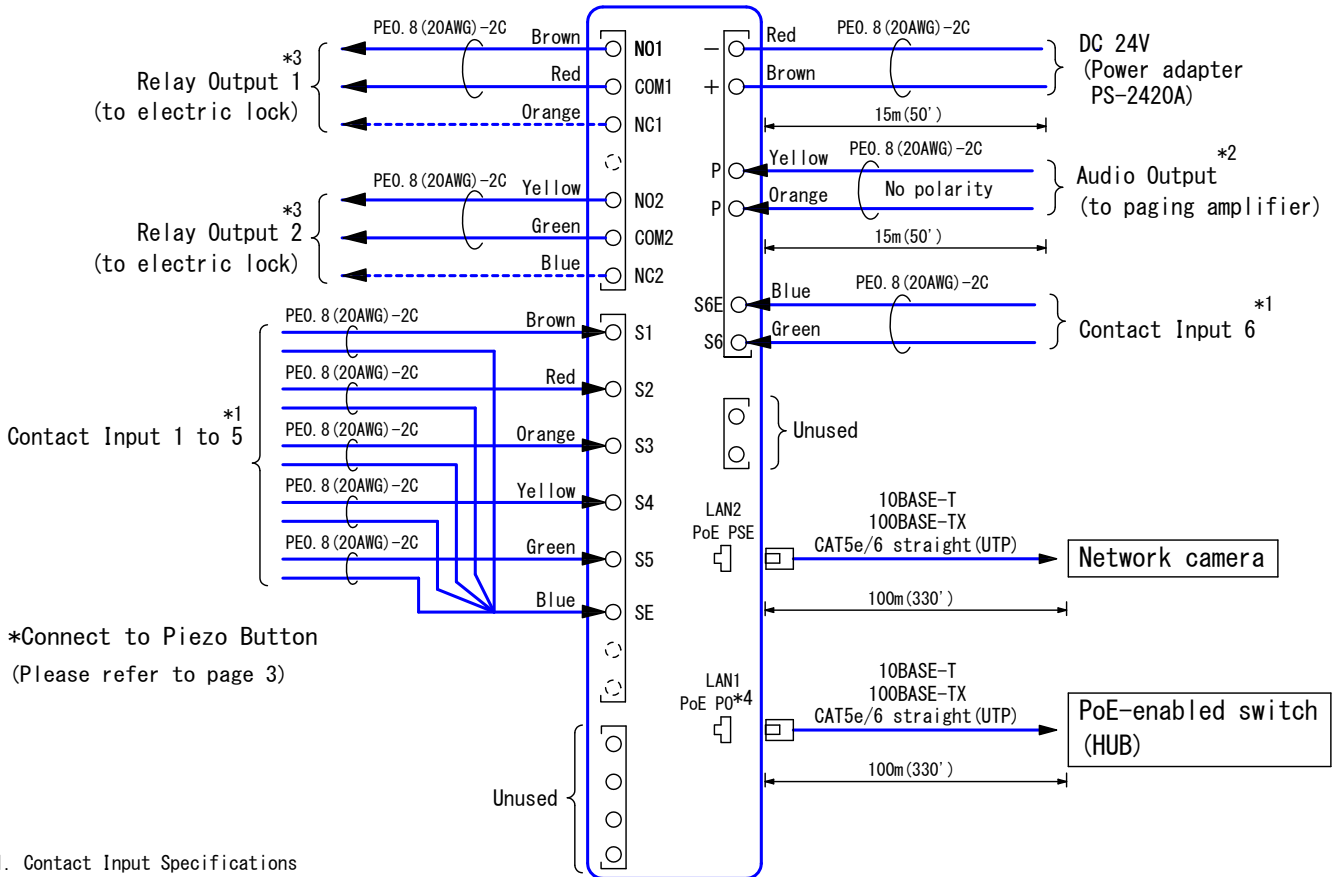 PE0.8(20AWG)-2C
Brown
NO1
*3
Relay Output 1
(to electric lock)
Red
COM1
Orange
NC1
PE0.8(20AWG)-2C
Yellow
NO2
*3
Relay Output 2
(to electric lock)
Green
COM2
Blue
NC2
PE0.8(20AWG)-2C
Brown
S1
PE0.8(20AWG)-2C
Red
S2
*1
Contact Input 1 to 5
PE0.8(20AWG)-2C
Orange
S3
PE0.8(20AWG)-2C
Yellow
S4
PE0.8(20AWG)-2C
Green
S5
Blue
SE
*Connect to Piezo Button
(Please refer to page 3)
Unused
−
Red
PE0.8(20AWG)-2C
+
Brown
DC 24V
(Power adapter
PS-2420A)
15m(50')
P
Yellow
PE0.8(20AWG)-2C
P
Orange
No polarity
*2
Audio Output
(to paging amplifier)
15m(50')
S6E
Blue
PE0.8(20AWG)-2C
S6
Green
*1
Contact Input 6
Unused
LAN2
PoE PSE
10BASE-T
100BASE-TX
CAT5e/6 straight(UTP)
Network camera
100m(330')
LAN1
PoE PD*4
10BASE-T
100BASE-TX
CAT5e/6 straight(UTP)
PoE-enabled switch
(HUB)
100m(330')
. Contact Input Specifications